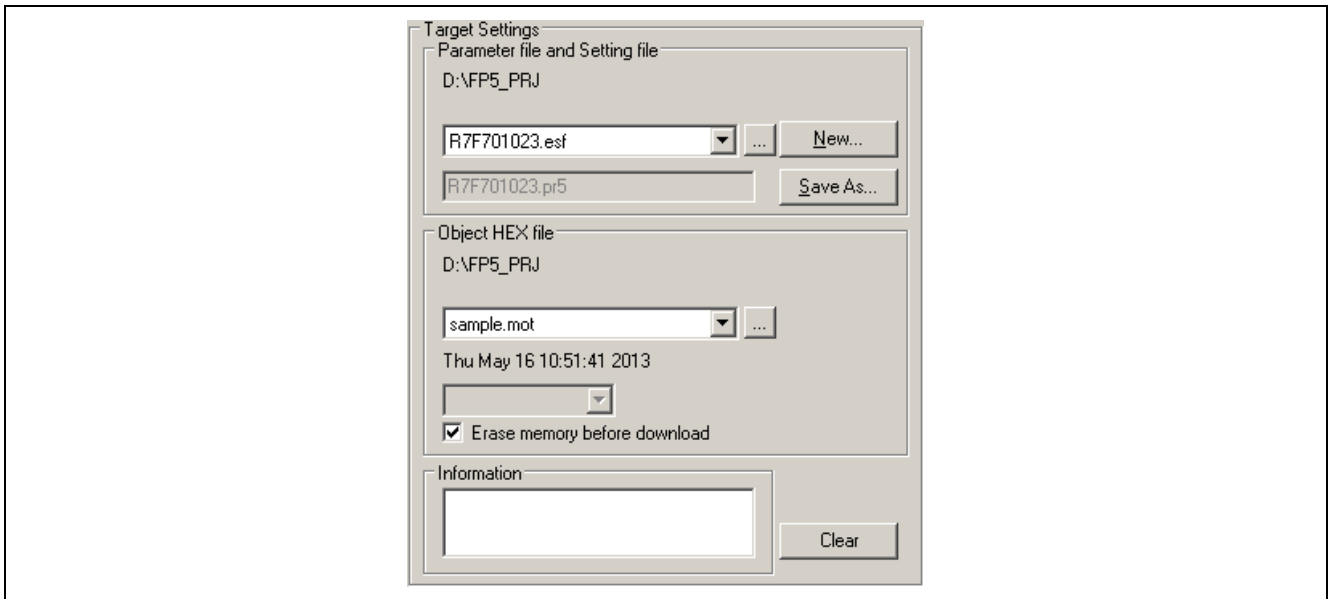 Target Settings
Parameter file and Setting file
D:\FP5_PRJ
R7F701023.esf ... New...
R7F701023.pr5 Save As...
Object HEX file
D:\FP5_PRJ
sample.mot ...
Thu May 16 10:51:41 2013
Erase memory before download
Information
Clear